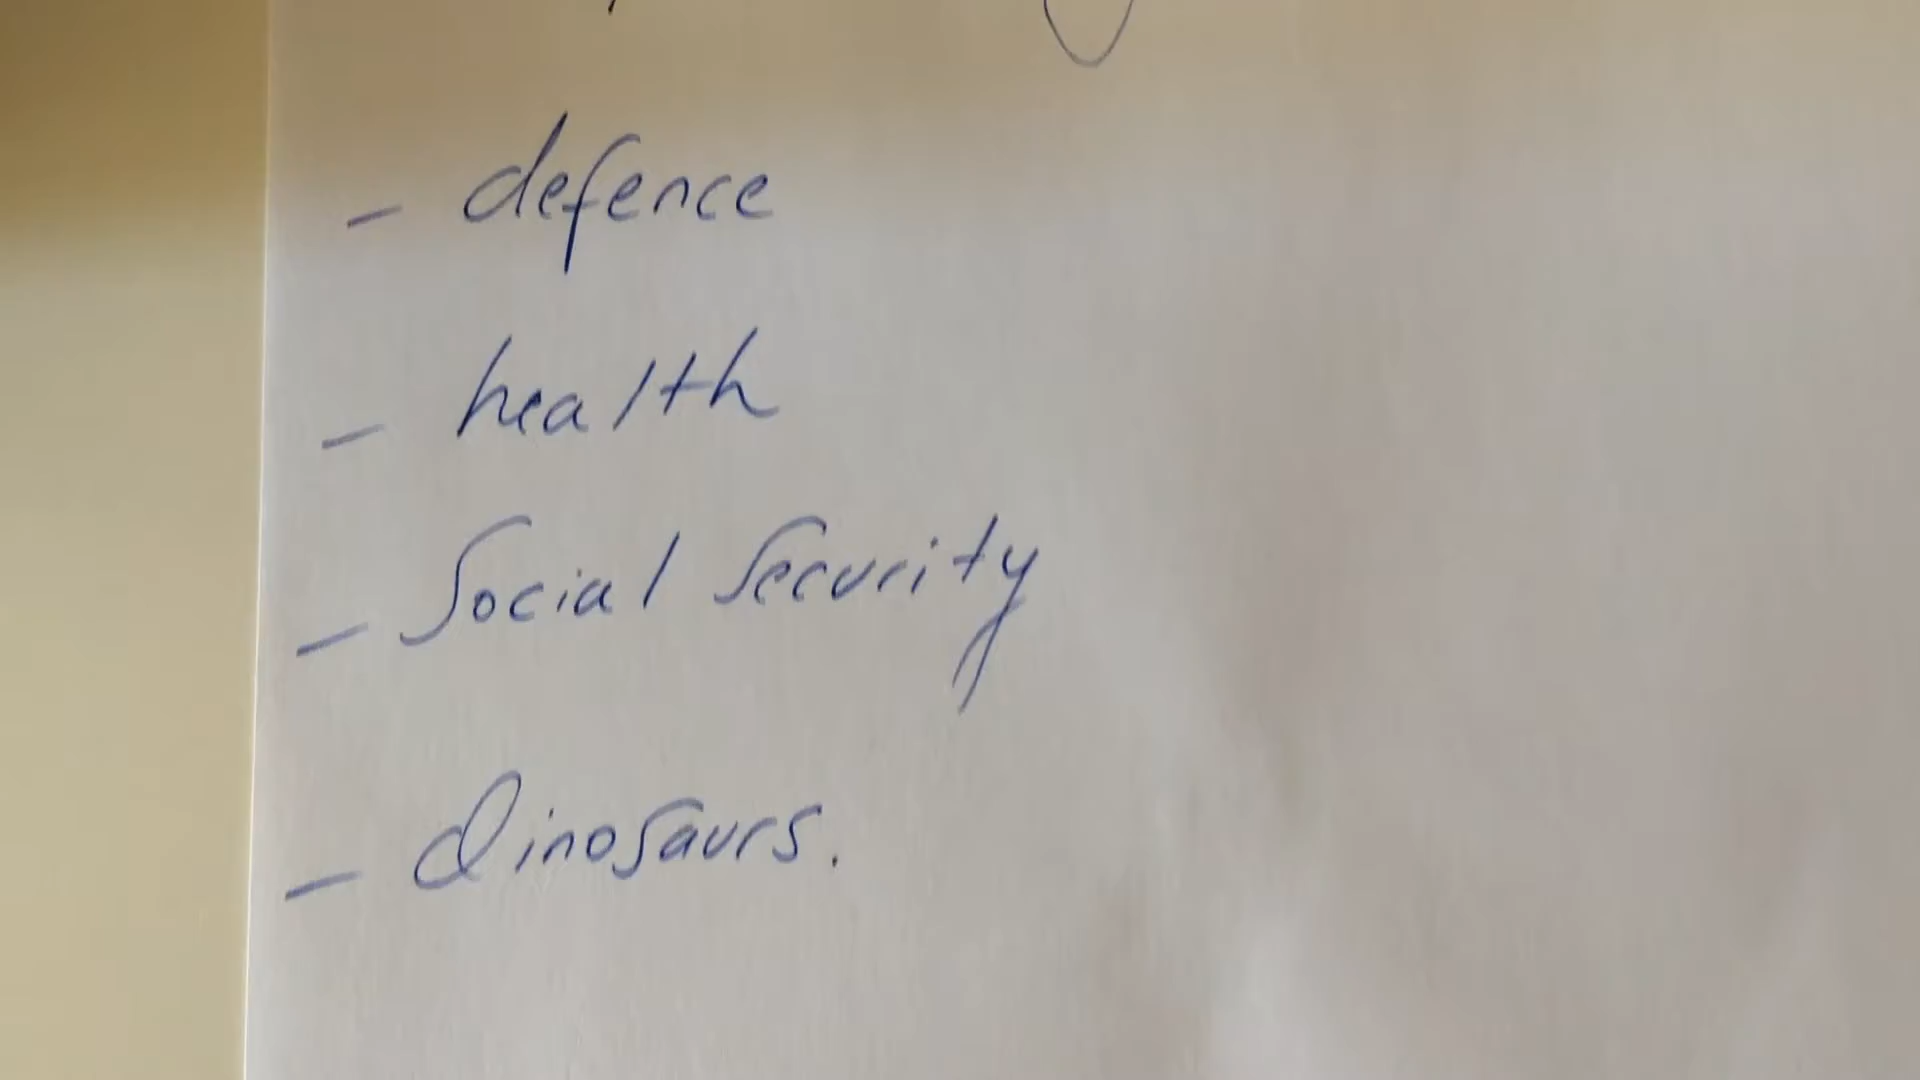 - defence
- health
- Social Security
- Dinosaurs.